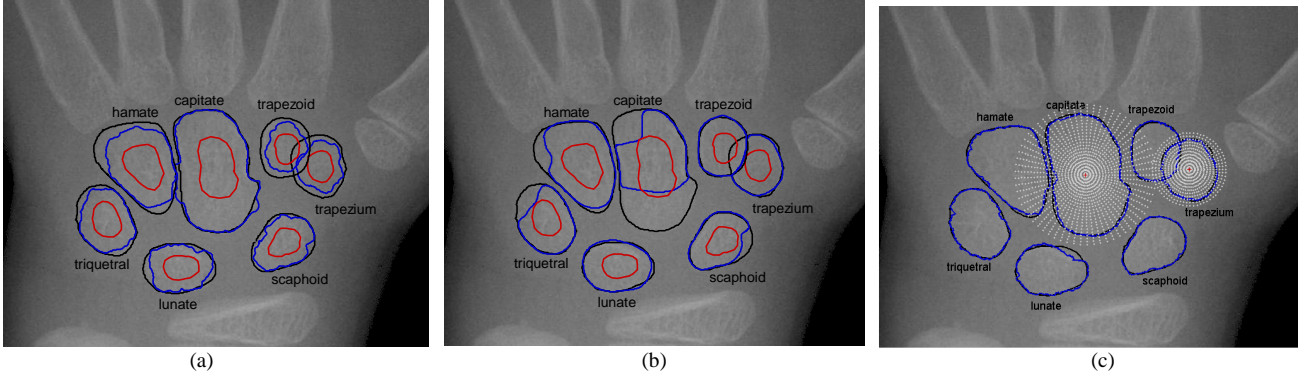 hamate
capitate
trapezoid
trapezium
triquetral
scaphoid
lunate
(a)
hamate
capitate
trapezoid
trapezium
triquetral
scaphoid
lunate
(b)
hamate
capitate
trapezoid
trapezium
triquetral
scaphoid
lunate
(c)